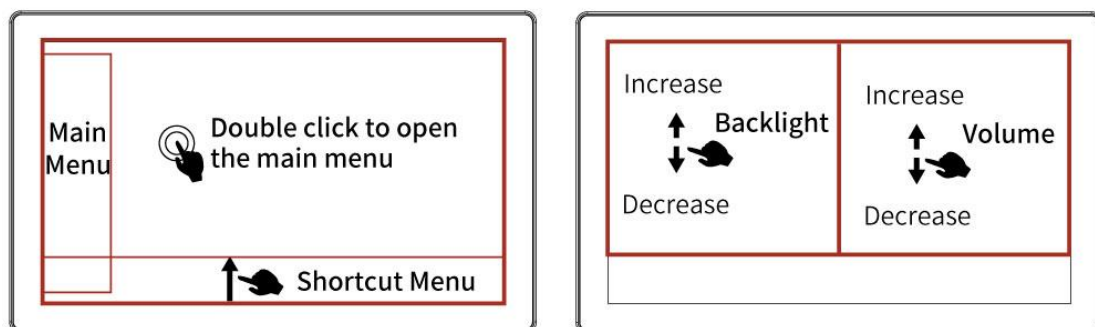 Main
Menu
Double click to open
the main menu
Shortcut Menu
Increase
Backlight
Decrease
Increase
Volume
Decrease